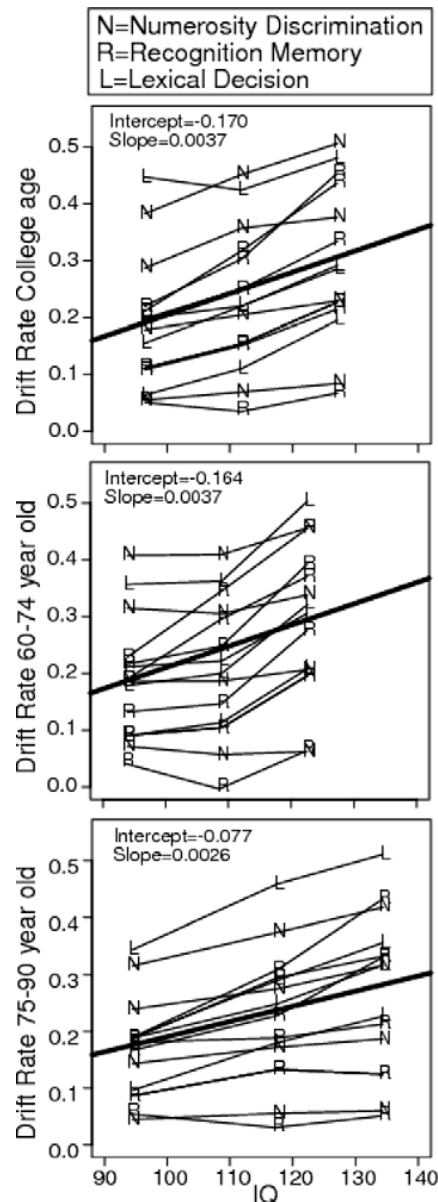 N=Numerosity Discrimination
R=Recognition Memory
L=Lexical Decision
Intercept=-0.170
Slope=0.0037
Drift Rate College age
0.5
0.4
0.3
0.2
0.1
0.0
Intercept=-0.164
Slope=0.0037
Drift Rate 60-74 year old
0.5
0.4
0.3
0.2
0.1
0.0
Intercept=-0.077
Slope=0.0026
Drift Rate 75-90 year old
0.5
0.4
0.3
0.2
0.1
0.0
90 100 110 120 130 140
IQ